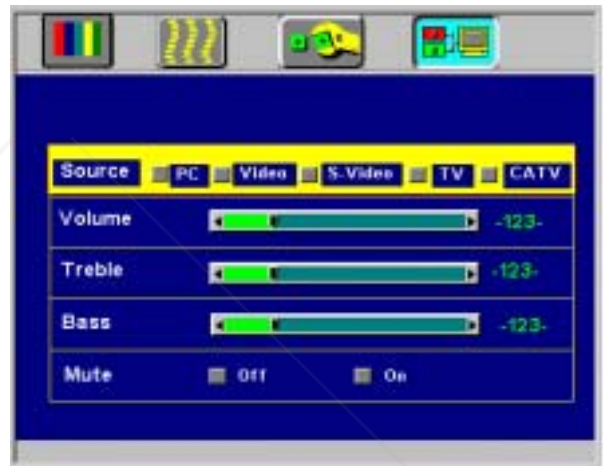 Source PC Video S-Video TV CATV
Volume -123-
Treble -123-
Bass -123-
Mute Off On